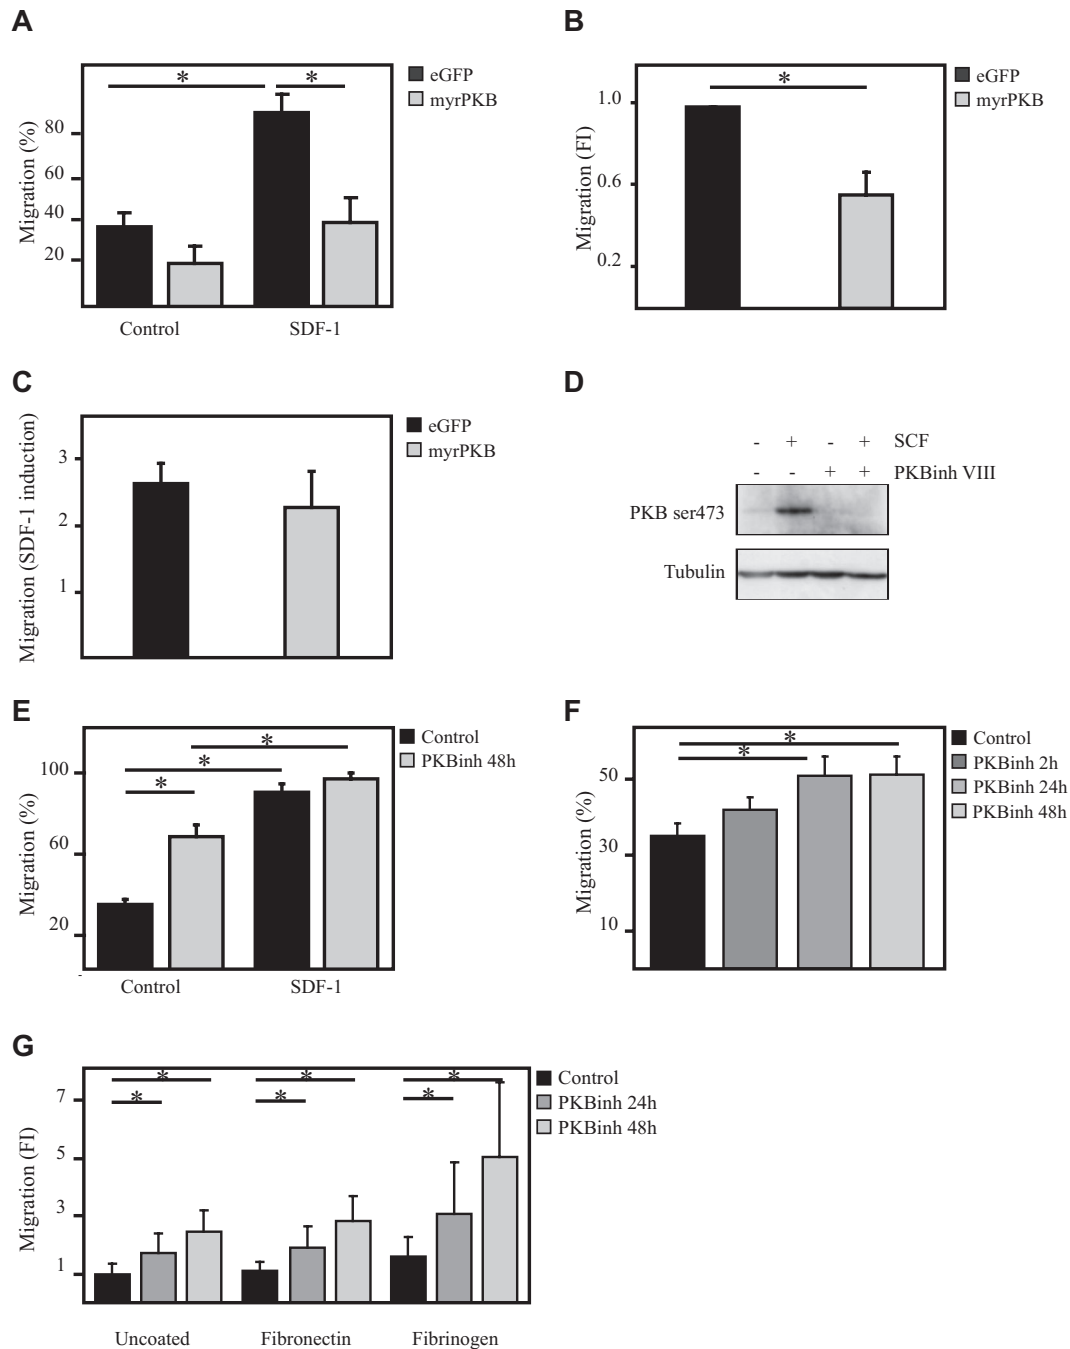 A
Migration (%)
80
60
40
20
*
*
Control
SDF-1
eGFP
myrPKB
B
Migration (FI)
1.0
0.6
0.2
*
eGFP
myrPKB
C
Migration (SDF-1 induction)
3
2
1
eGFP
myrPKB
D
- + - + SCF
- - + + PKBinh VIII
PKB ser473
Tubulin
E
Migration (%)
100
60
20
*
*
*
Control
SDF-1
Control
PKBinh 48h
F
Migration (%)
50
30
10
*
*
Control
PKBinh 2h
PKBinh 24h
PKBinh 48h
G
Migration (FI)
7
5
3
1
* * *
* * *
Uncoated
Fibronectin
Fibrinogen
Control
PKBinh 24h
PKBinh 48h